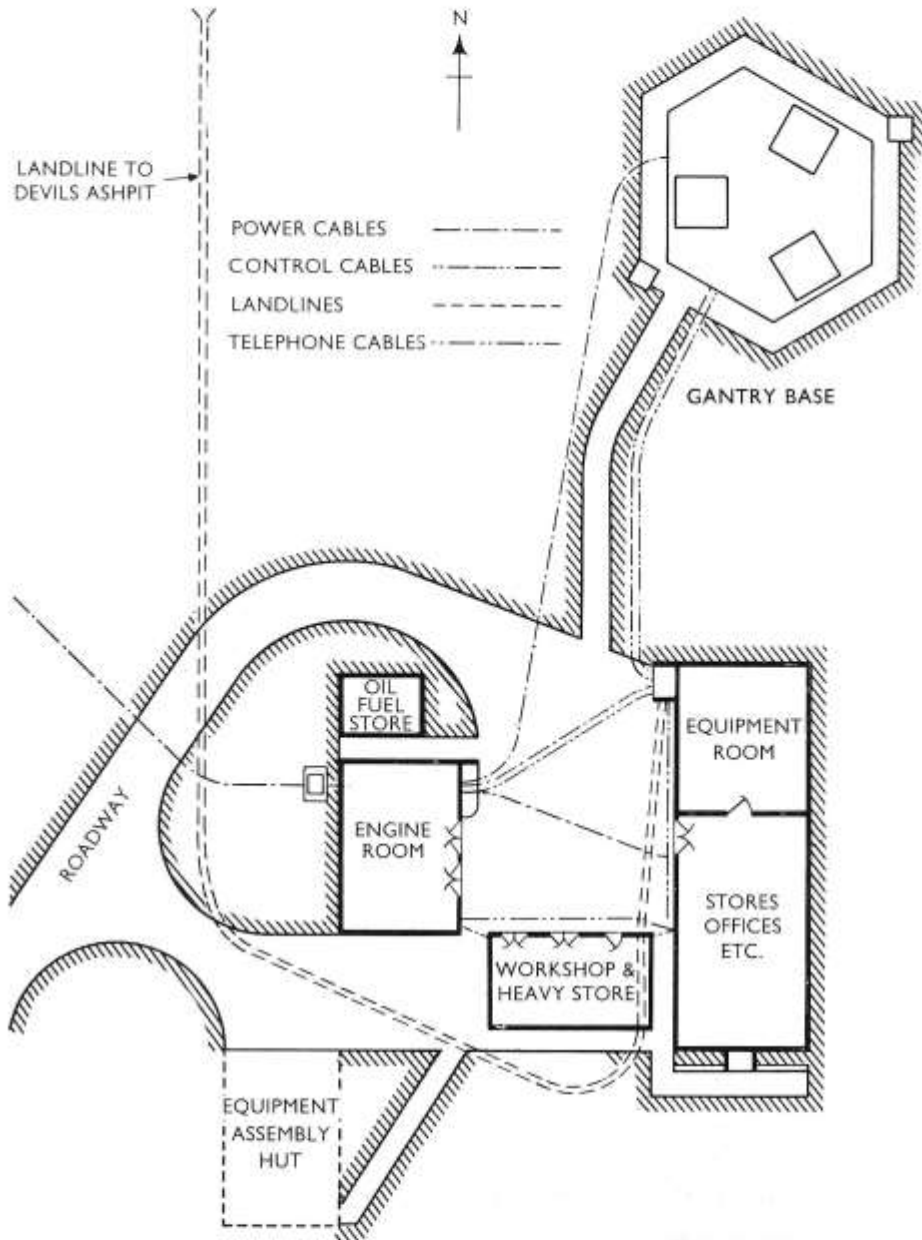 N
LANDLINE TO
DEVILS ASHPIT
POWER CABLES
CONTROL CABLES
LANDLINES
TELEPHONE CABLES
GANTRY BASE
OIL
FUEL
STORE
EQUIPMENT
ROOM
ROADWAY
ENGINE
ROOM
STORES
OFFICES
ETC.
WORKSHOP &
HEAVY STORE
EQUIPMENT
ASSEMBLY
HUT